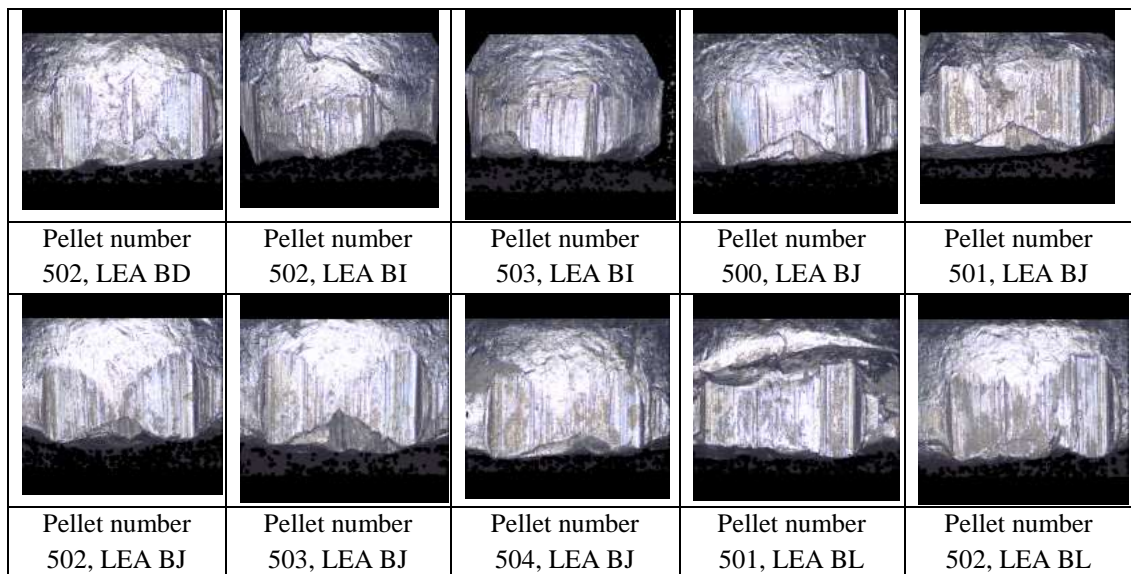 Pellet number
502, LEA BD
Pellet number
502, LEA BI
Pellet number
503, LEA BI
Pellet number
500, LEA BJ
Pellet number
501, LEA BJ
Pellet number
502, LEA BJ
Pellet number
503, LEA BJ
Pellet number
504, LEA BJ
Pellet number
501, LEA BL
Pellet number
502, LEA BL